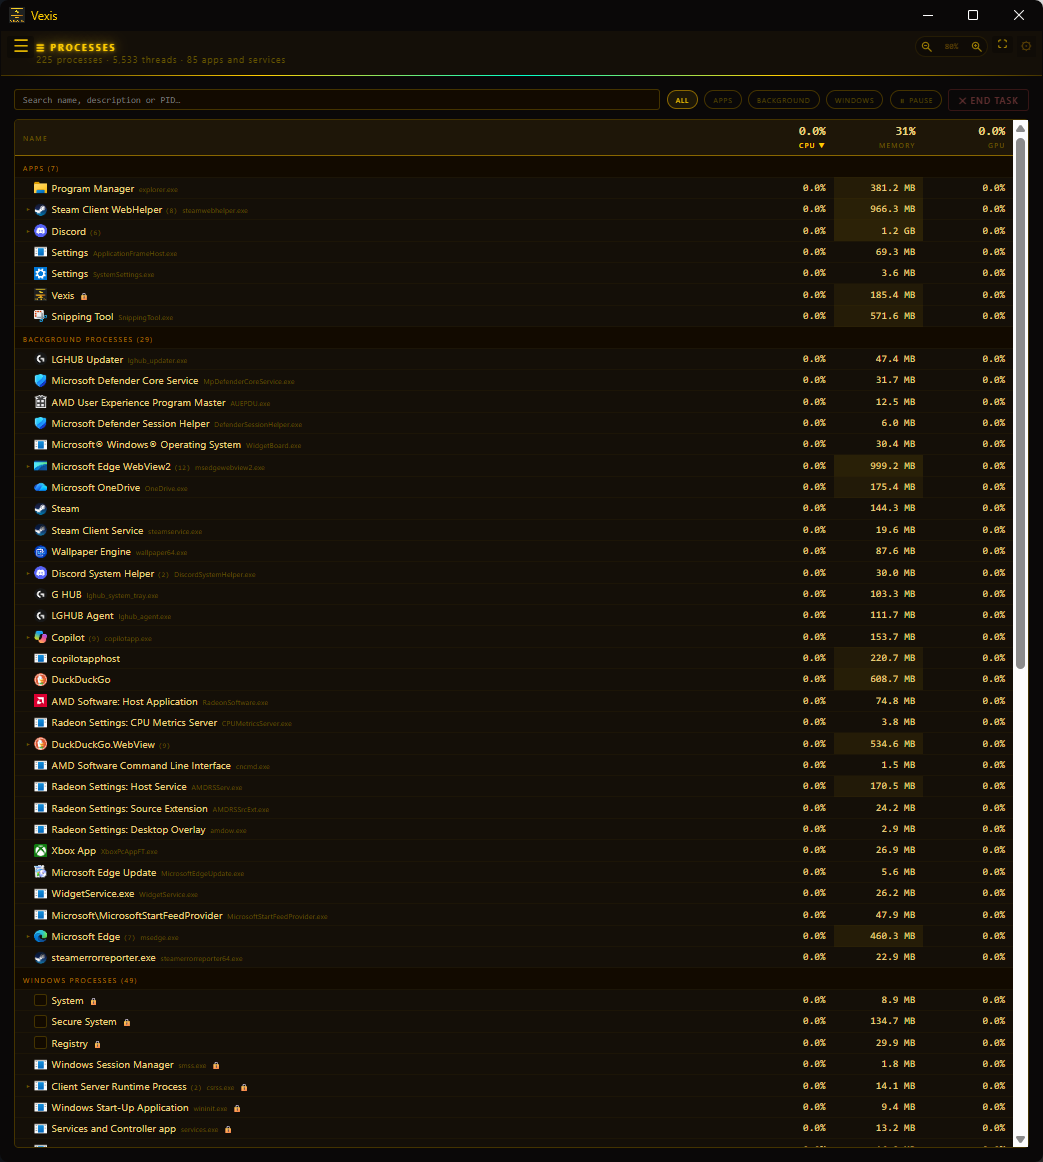 Vexis
≡ PROCESSES
80%
225 processes · 5,533 threads · 85 apps and services
Search name, description or PID…
ALL
APPS
BACKGROUND
WINDOWS
⏸ PAUSE
✕ END TASK
NAME
0.0% 31% 0.0%
CPU ▼ MEMORY GPU
APPS (7)
Program Manager explorer.exe 0.0% 381.2 MB 0.0%
Steam Client WebHelper (8) steamwebhelper.exe 0.0% 966.3 MB 0.0%
Discord (6) 0.0% 1.2 GB 0.0%
Settings ApplicationFrameHost.exe 0.0% 69.3 MB 0.0%
Settings SystemSettings.exe 0.0% 3.6 MB 0.0%
Vexis 0.0% 185.4 MB 0.0%
Snipping Tool SnippingTool.exe 0.0% 571.6 MB 0.0%
BACKGROUND PROCESSES (29)
LGHUB Updater lghub_updater.exe 0.0% 47.4 MB 0.0%
Microsoft Defender Core Service MpDefenderCoreService.exe 0.0% 31.7 MB 0.0%
AMD User Experience Program Master AUEPDU.exe 0.0% 12.5 MB 0.0%
Microsoft Defender Session Helper DefenderSessionHelper.exe 0.0% 6.0 MB 0.0%
Microsoft® Windows® Operating System WidgetBoard.exe 0.0% 30.4 MB 0.0%
Microsoft Edge WebView2 (12) msedgewebview2.exe 0.0% 999.2 MB 0.0%
Microsoft OneDrive OneDrive.exe 0.0% 175.4 MB 0.0%
Steam 0.0% 144.3 MB 0.0%
Steam Client Service steamservice.exe 0.0% 19.6 MB 0.0%
Wallpaper Engine wallpaper64.exe 0.0% 87.6 MB 0.0%
Discord System Helper (2) DiscordSystemHelper.exe 0.0% 30.0 MB 0.0%
G HUB lghub_system_tray.exe 0.0% 103.3 MB 0.0%
LGHUB Agent lghub_agent.exe 0.0% 111.7 MB 0.0%
Copilot (9) copilotapp.exe 0.0% 153.7 MB 0.0%
copilotapphost 0.0% 220.7 MB 0.0%
DuckDuckGo 0.0% 608.7 MB 0.0%
AMD Software: Host Application RadeonSoftware.exe 0.0% 74.8 MB 0.0%
Radeon Settings: CPU Metrics Server CPUMetricsServer.exe 0.0% 3.8 MB 0.0%
DuckDuckGo.WebView (9) 0.0% 534.6 MB 0.0%
AMD Software Command Line Interface cncmd.exe 0.0% 1.5 MB 0.0%
Radeon Settings: Host Service AMDRSServ.exe 0.0% 170.5 MB 0.0%
Radeon Settings: Source Extension AMDRSSrcExt.exe 0.0% 24.2 MB 0.0%
Radeon Settings: Desktop Overlay amdow.exe 0.0% 2.9 MB 0.0%
Xbox App XboxPcAppFT.exe 0.0% 26.9 MB 0.0%
Microsoft Edge Update MicrosoftEdgeUpdate.exe 0.0% 5.6 MB 0.0%
WidgetService.exe WidgetService.exe 0.0% 26.2 MB 0.0%
Microsoft\MicrosoftStartFeedProvider MicrosoftStartFeedProvider.exe 0.0% 47.9 MB 0.0%
Microsoft Edge (7) msedge.exe 0.0% 460.3 MB 0.0%
steamerrorreporter.exe steamerrorreporter64.exe 0.0% 22.9 MB 0.0%
WINDOWS PROCESSES (49)
System 0.0% 8.9 MB 0.0%
Secure System 0.0% 134.7 MB 0.0%
Registry 0.0% 29.9 MB 0.0%
Windows Session Manager smss.exe 0.0% 1.8 MB 0.0%
Client Server Runtime Process (2) csrss.exe 0.0% 14.1 MB 0.0%
Windows Start-Up Application wininit.exe 0.0% 9.4 MB 0.0%
Services and Controller app services.exe 0.0% 13.2 MB 0.0%